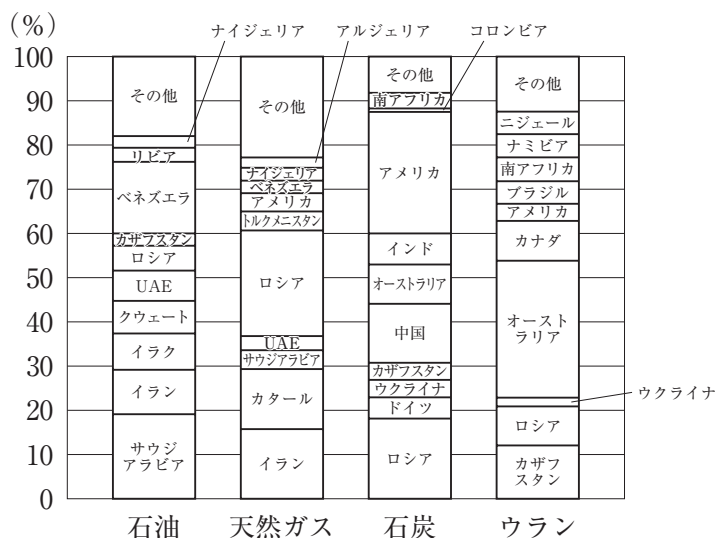 (%)
ナイジェリア
アルジェリア
コロンビア
100
90
80
70
60
50
40
30
20
10
0
その他
リビア
ベネズエラ
カザフスタン
ロシア
UAE
クウェート
イラク
イラン
サウジ
アラビア
その他
ナイジェリア
ベネズエラ
アメリカ
トルクメニスタン
ロシア
UAE
サウジアラビア
カタール
イラン
その他
南アフリカ
アメリカ
インド
オーストラリア
中国
カザフスタン
ウクライナ
ドイツ
ロシア
その他
ニジェール
ナミビア
南アフリカ
ブラジル
アメリカ
カナダ
オースト
ラリア
ウクライナ
ロシア
カザフ
スタン
石油
天然ガス
石炭
ウラン